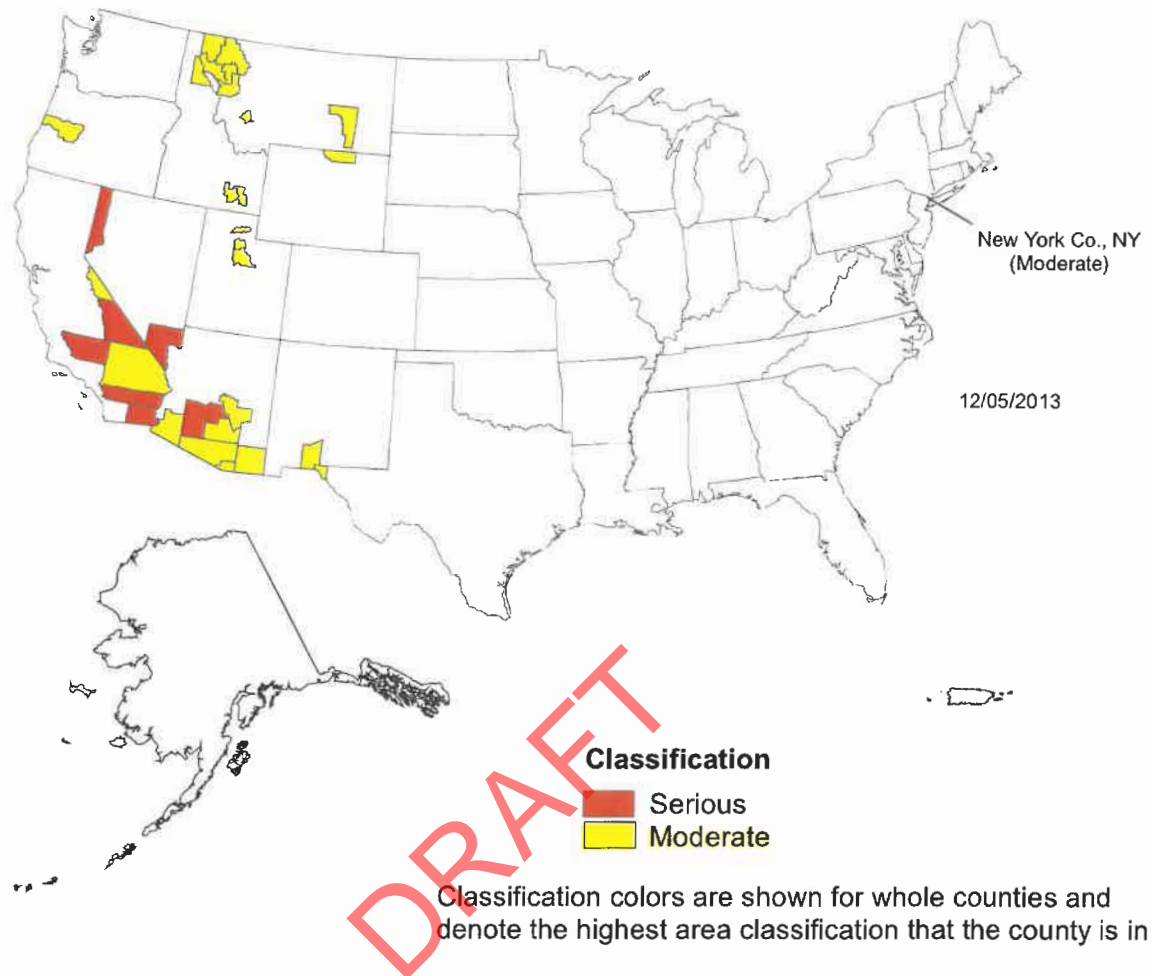 New York Co., NY
(Moderate)
12/05/2013
DRAFT
Classification
Serious
Moderate
Classification colors are shown for whole counties and
denote the highest area classification that the county is in